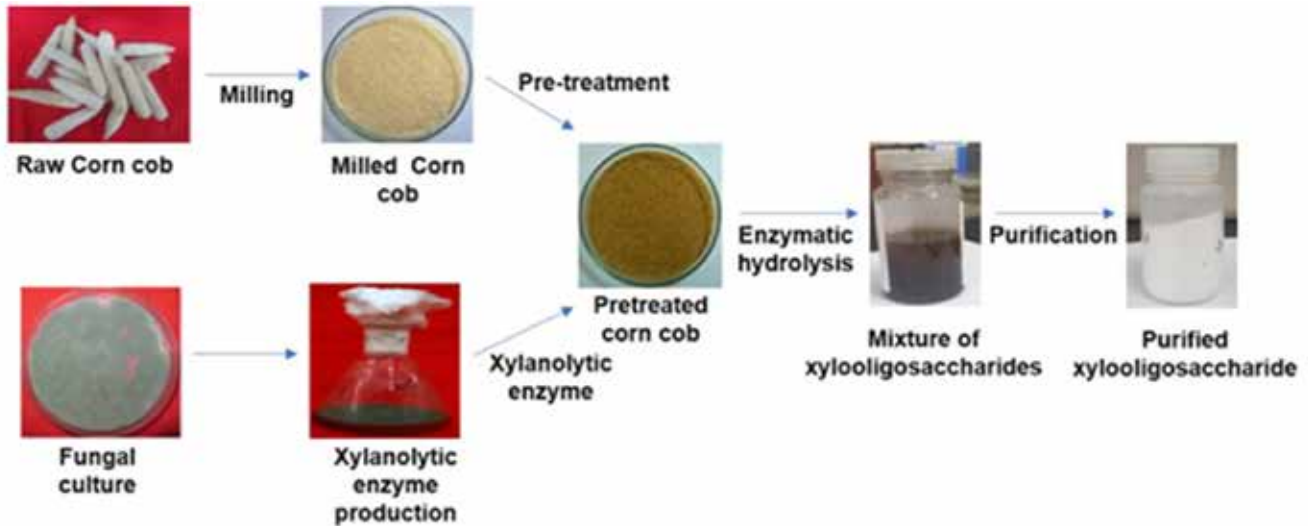 Milling
Raw Corn cob
Milled Corn
cob
Pre-treatment
Pretreated
corn cob
Fungal
culture
Xylanolytic
enzyme
production
Xylanolytic
enzyme
Enzymatic
hydrolysis
Mixture of
xylooligosaccharides
Purification
Purified
xylooligosaccharide